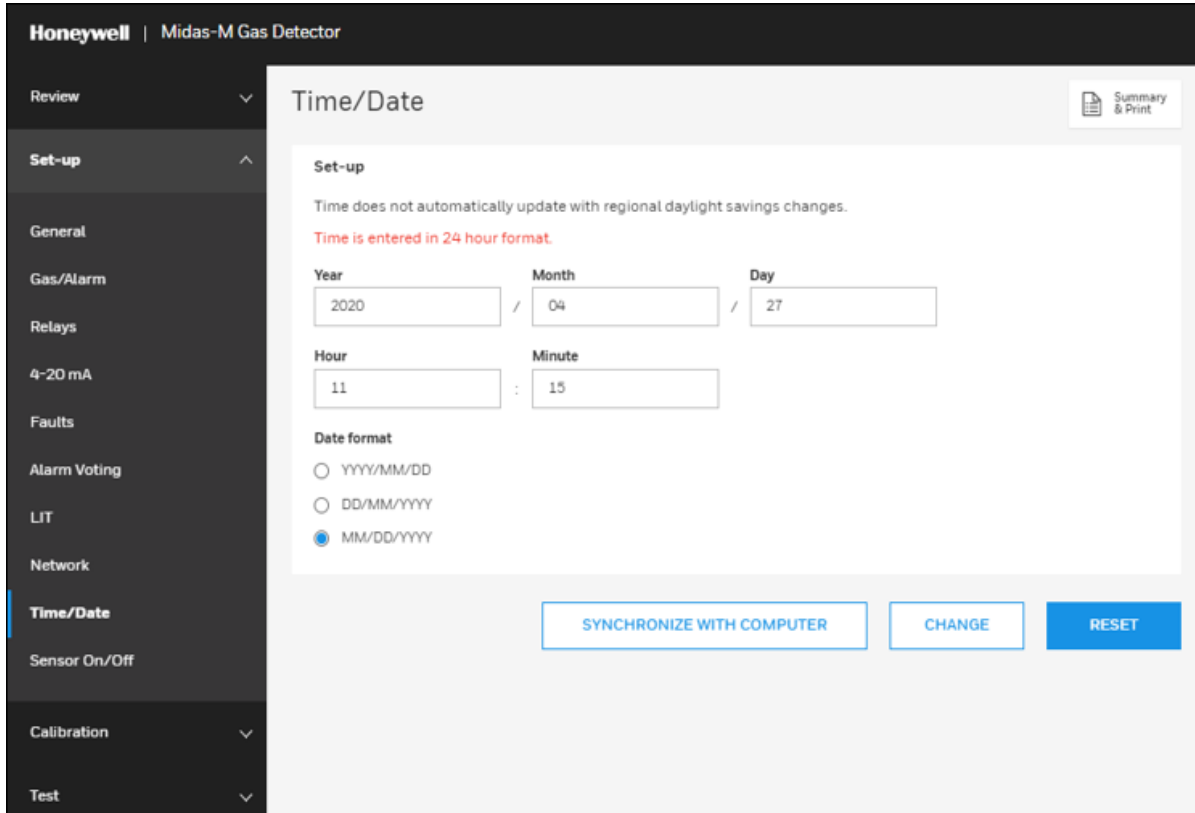 Honeywell | Midas-M Gas Detector
Review
Set-up
General
Gas/Alarm
Relays
4-20 mA
Faults
Alarm Voting
LIT
Network
Time/Date
Sensor On/Off
Calibration
Test
Time/Date
Summary
& Print
Set-up
Time does not automatically update with regional daylight savings changes.
Time is entered in 24 hour format.
Year Month Day
2020 / 04 / 27
Hour Minute
11 : 15
Date format
YYYY/MM/DD
DD/MM/YYYY
MM/DD/YYYY
SYNCHRONIZE WITH COMPUTER CHANGE RESET